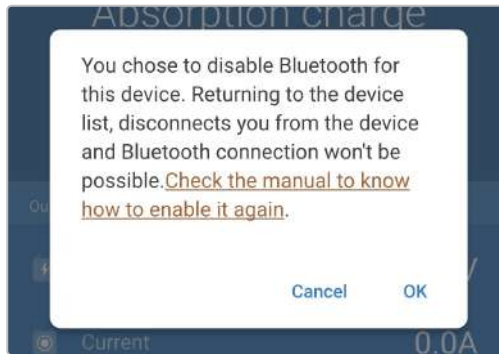 Absorption charge
You chose to disable Bluetooth for
this device. Returning to the device
list, disconnects you from the device
and Bluetooth connection won't be
possible.Check the manual to know
how to enable it again.
Ou
Cancel OK
Current 0.0A